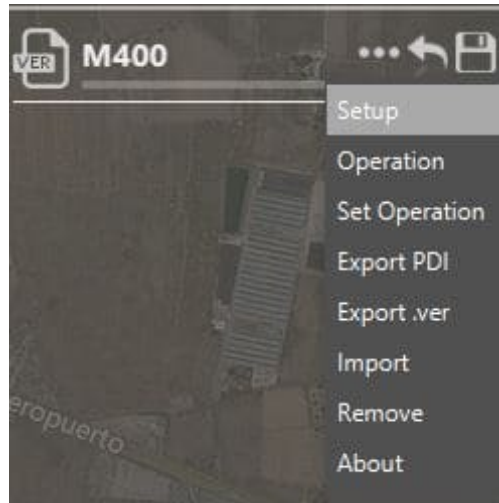 VER
M400
Setup
Operation
Set Operation
Export PDI
Export .ver
Import
Remove
About
eropuerto